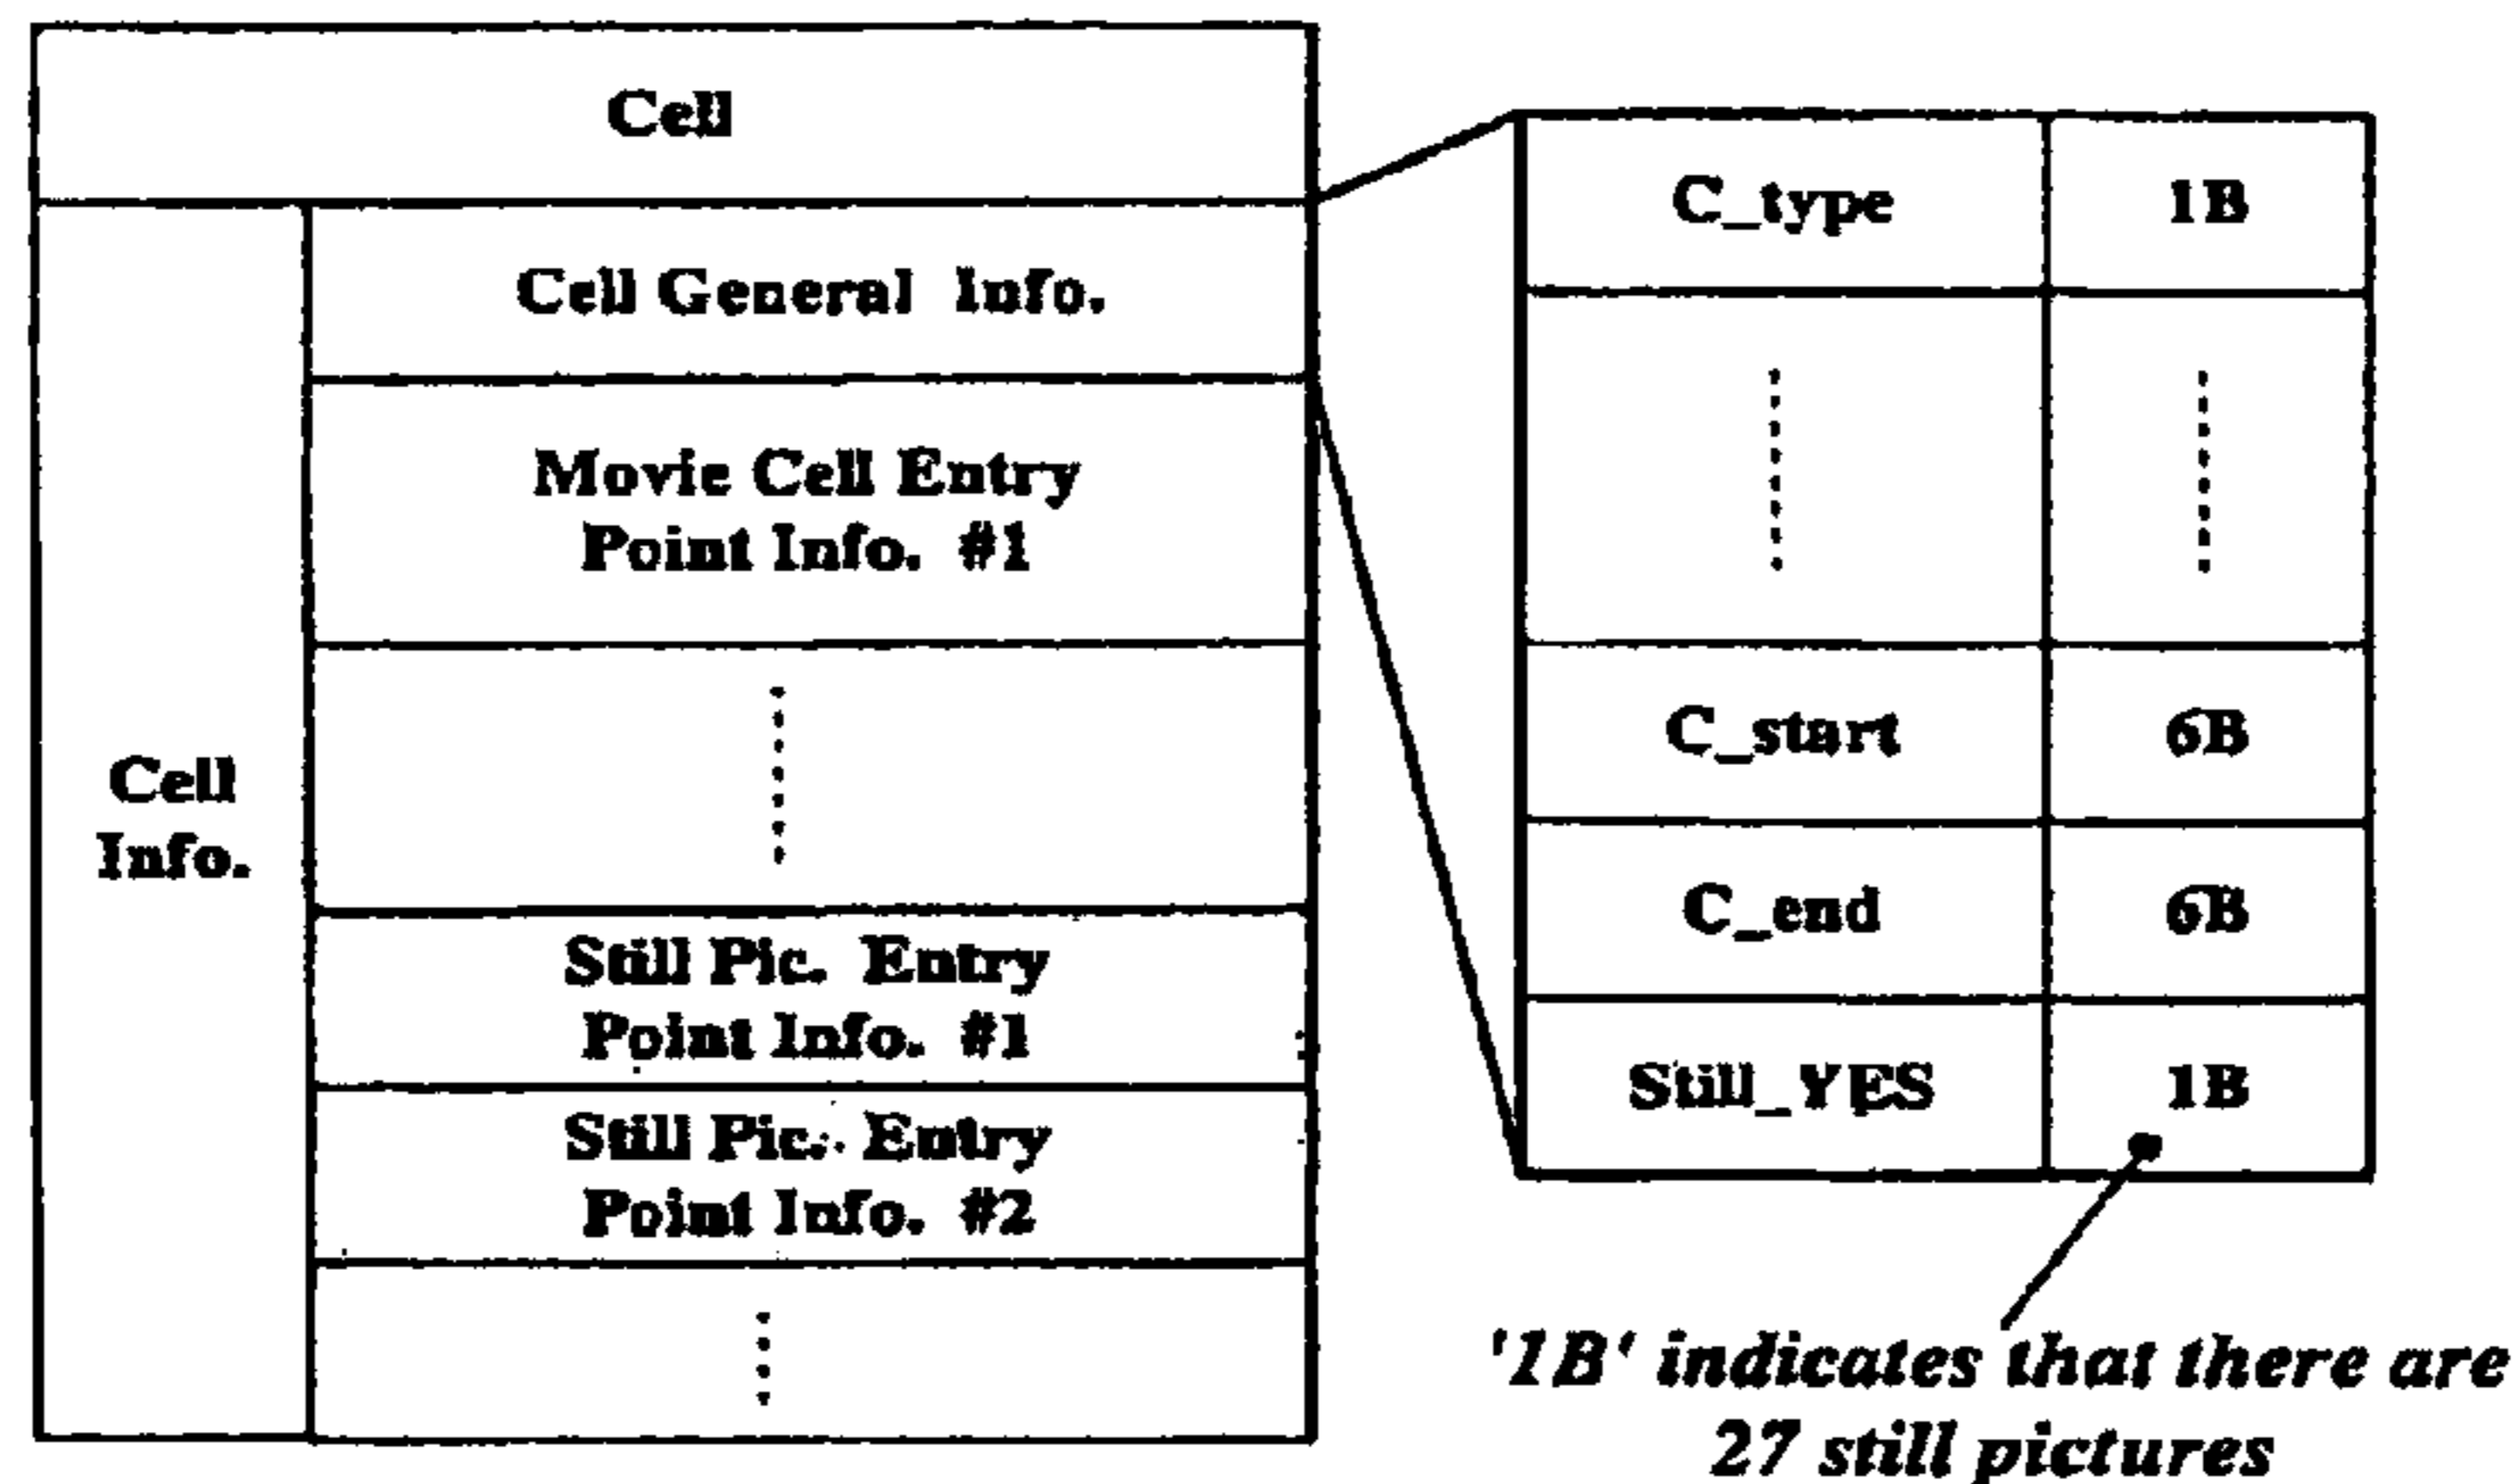 Cell
Cell
Info.
Cell General Info.
Movie Cell Entry
Point Info. #1
Still Pic. Entry
Point Info. #1
Still Pic. Entry
Point Info. #2
C_type 1B
C_start 6B
C_end 6B
Still_YES 1B
'1B' indicates that there are
27 still pictures